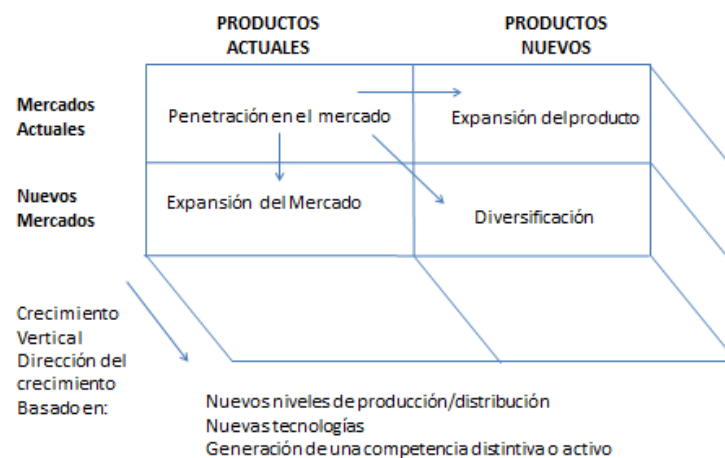 PRODUCTOS
ACTUALES
PRODUCTOS
NUEVOS
Mercados
Actuales
Penetración en el mercado
Expansión del producto
Nuevos
Mercados
Expansión del Mercado
Diversificación
Crecimiento
Vertical
Dirección del
crecimiento
Basado en:
Nuevos niveles de producción/distribución
Nuevas tecnologías
Generación de una competencia distintiva o activo